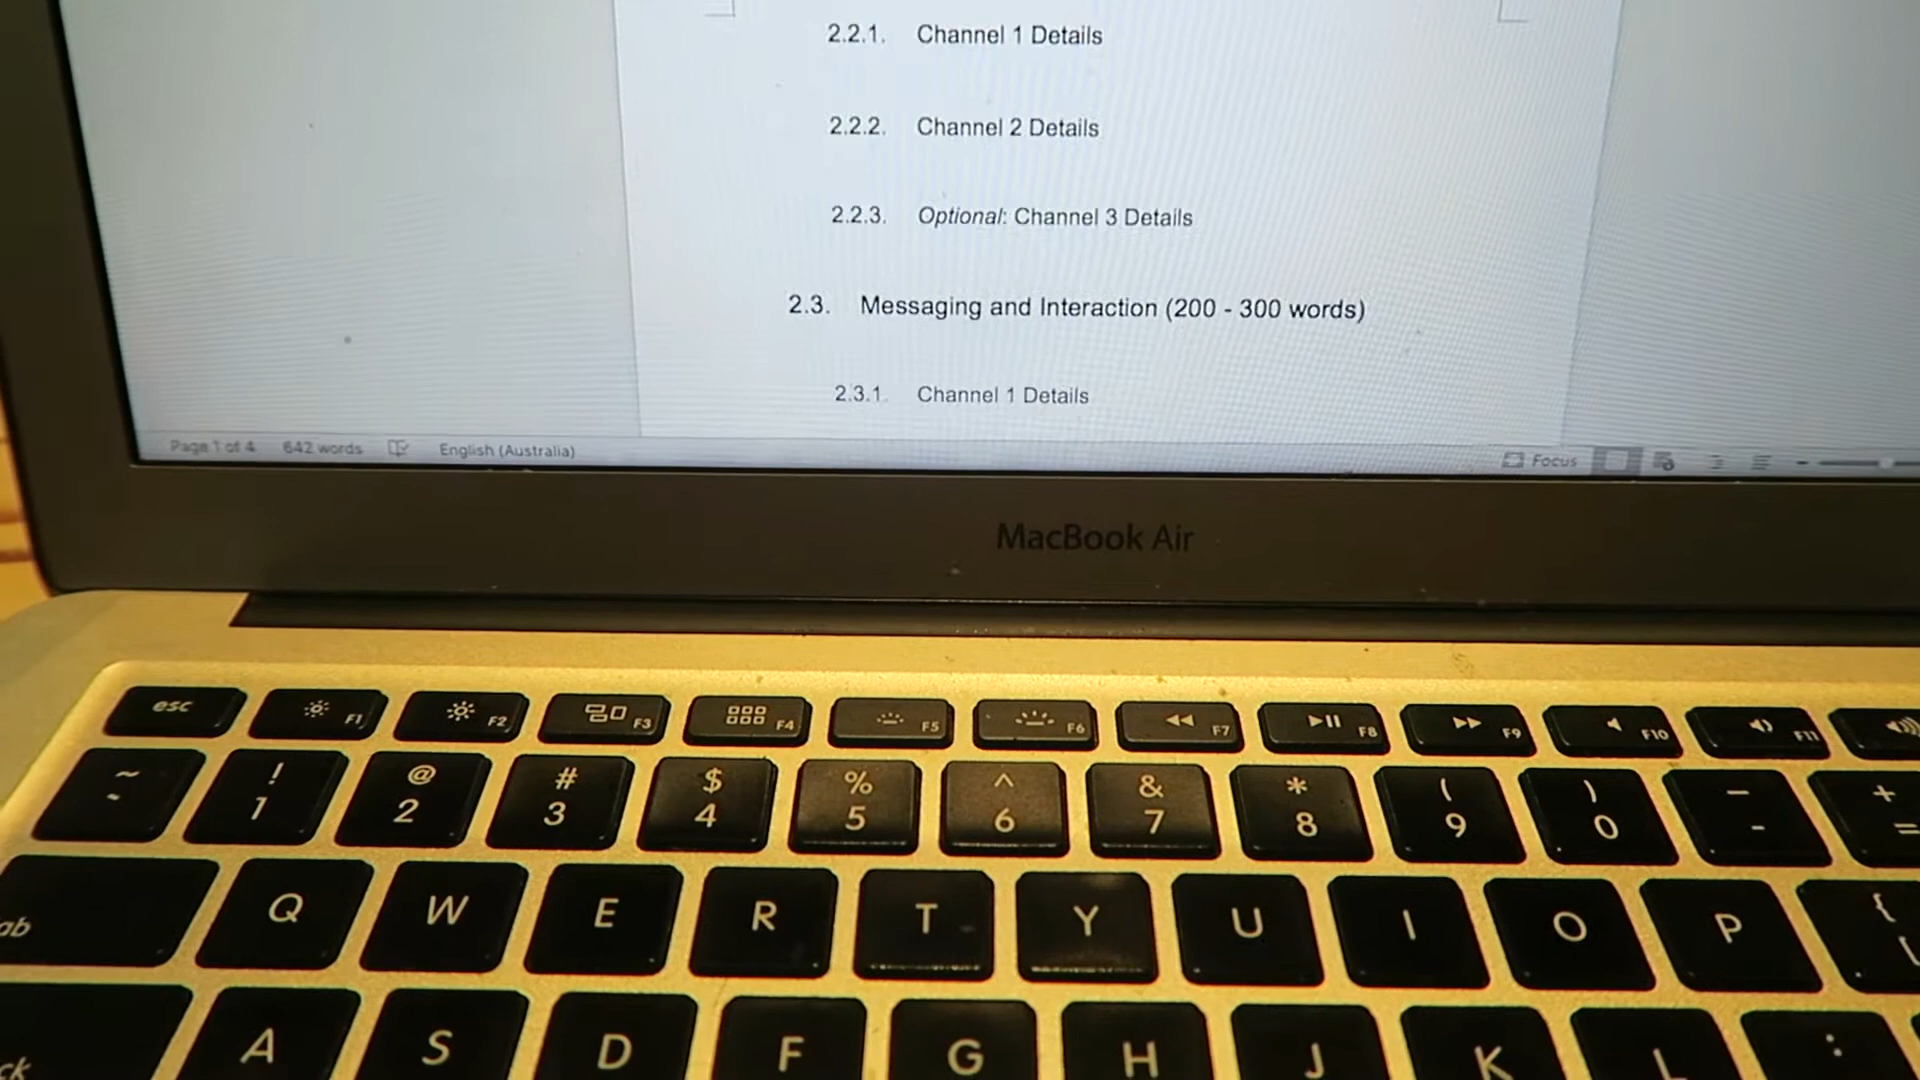 2.2.1. Channel 1 Details
2.2.2. Channel 2 Details
2.2.3. Optional: Channel 3 Details
2.3. Messaging and Interaction (200 - 300 words)
2.3.1. Channel 1 Details
Page 1 of 4 642 words English (Australia) Focus
MacBook Air
esc F1 F2 F3 F4 F5 F6 F7 F8 F9 F10 F11
~ ! @ # $ % ^ & * ( ) _ +
` 1 2 3 4 5 6 7 8 9 0 - =
ab Q W E R T Y U I O P {
[
ck A S D F G H J K L :